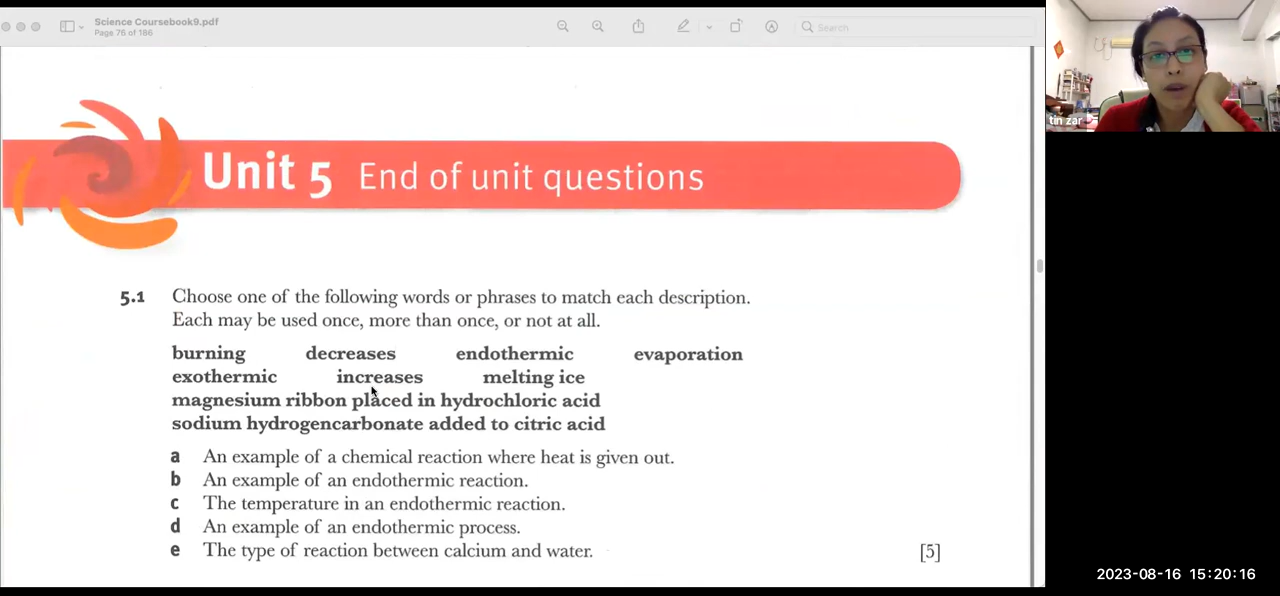 Science Coursebook9.pdf
Page 76 of 186
Search
tin zar
Unit 5 End of unit questions
5.1 Choose one of the following words or phrases to match each description.
Each may be used once, more than once, or not at all.
burning decreases endothermic evaporation
exothermic increases melting ice
magnesium ribbon placed in hydrochloric acid
sodium hydrogencarbonate added to citric acid
a An example of a chemical reaction where heat is given out.
b An example of an endothermic reaction.
c The temperature in an endothermic reaction.
d An example of an endothermic process.
e The type of reaction between calcium and water. [5]
2023-08-16 15:20:16